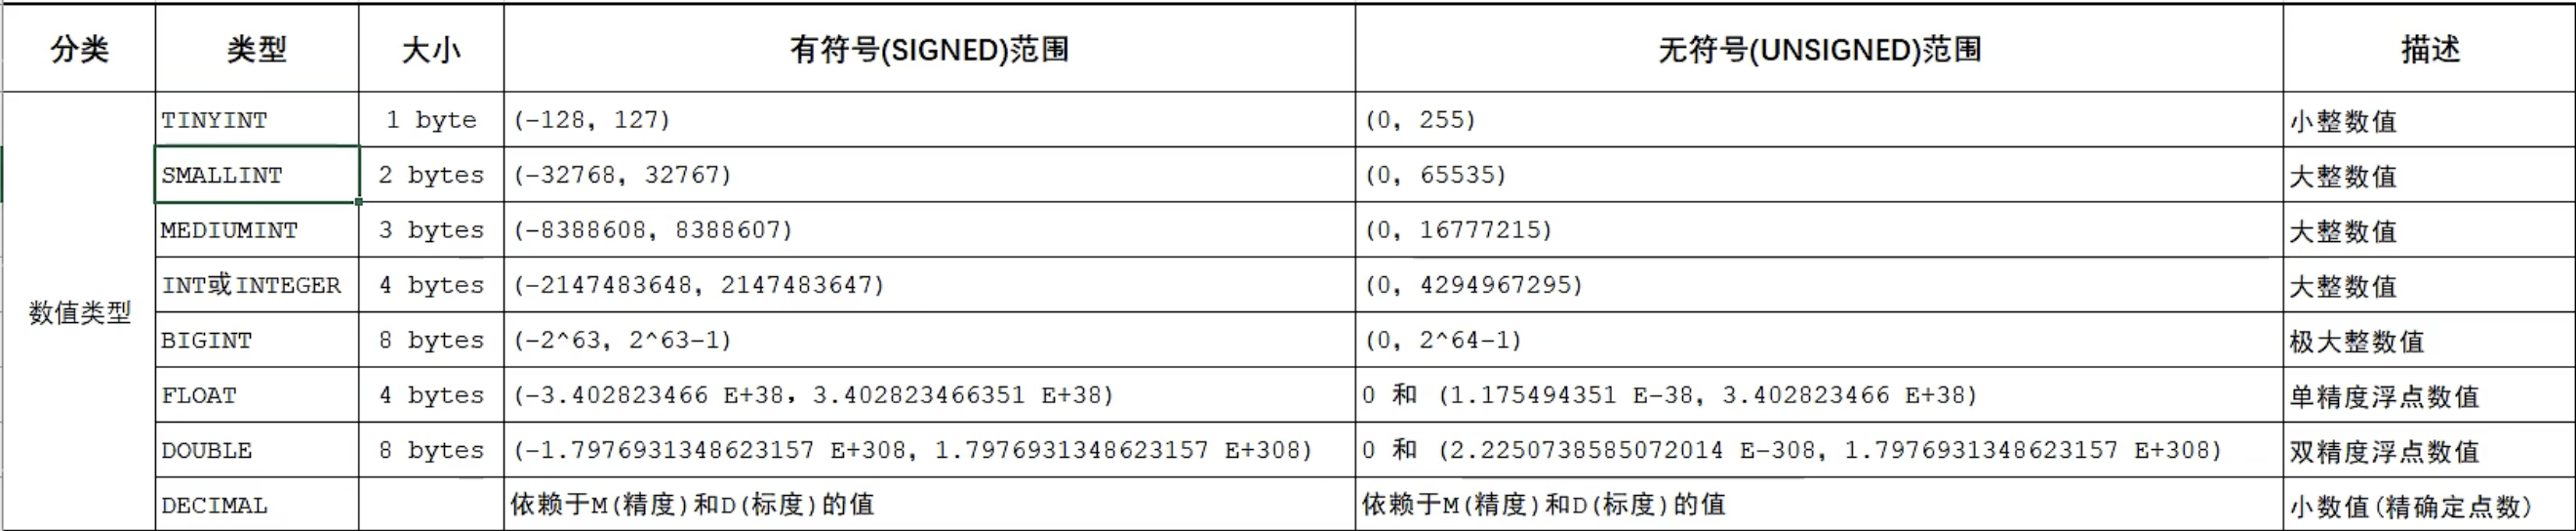 分类 类型 大小 有符号(SIGNED)范围 无符号(UNSIGNED)范围 描述
数值类型
TINYINT 1 byte (-128, 127) (0, 255) 小整数值
SMALLINT 2 bytes (-32768, 32767) (0, 65535) 大整数值
MEDIUMINT 3 bytes (-8388608, 8388607) (0, 16777215) 大整数值
INT或INTEGER 4 bytes (-2147483648, 2147483647) (0, 4294967295) 大整数值
BIGINT 8 bytes (-2^63, 2^63-1) (0, 2^64-1) 极大整数值
FLOAT 4 bytes (-3.402823466 E+38, 3.402823466351 E+38) 0 和 (1.175494351 E-38, 3.402823466 E+38) 单精度浮点数值
DOUBLE 8 bytes (-1.7976931348623157 E+308, 1.7976931348623157 E+308) 0 和 (2.2250738585072014 E-308, 1.7976931348623157 E+308) 双精度浮点数值
DECIMAL 依赖于M(精度)和D(标度)的值 依赖于M(精度)和D(标度)的值 小数值(精确定点数)